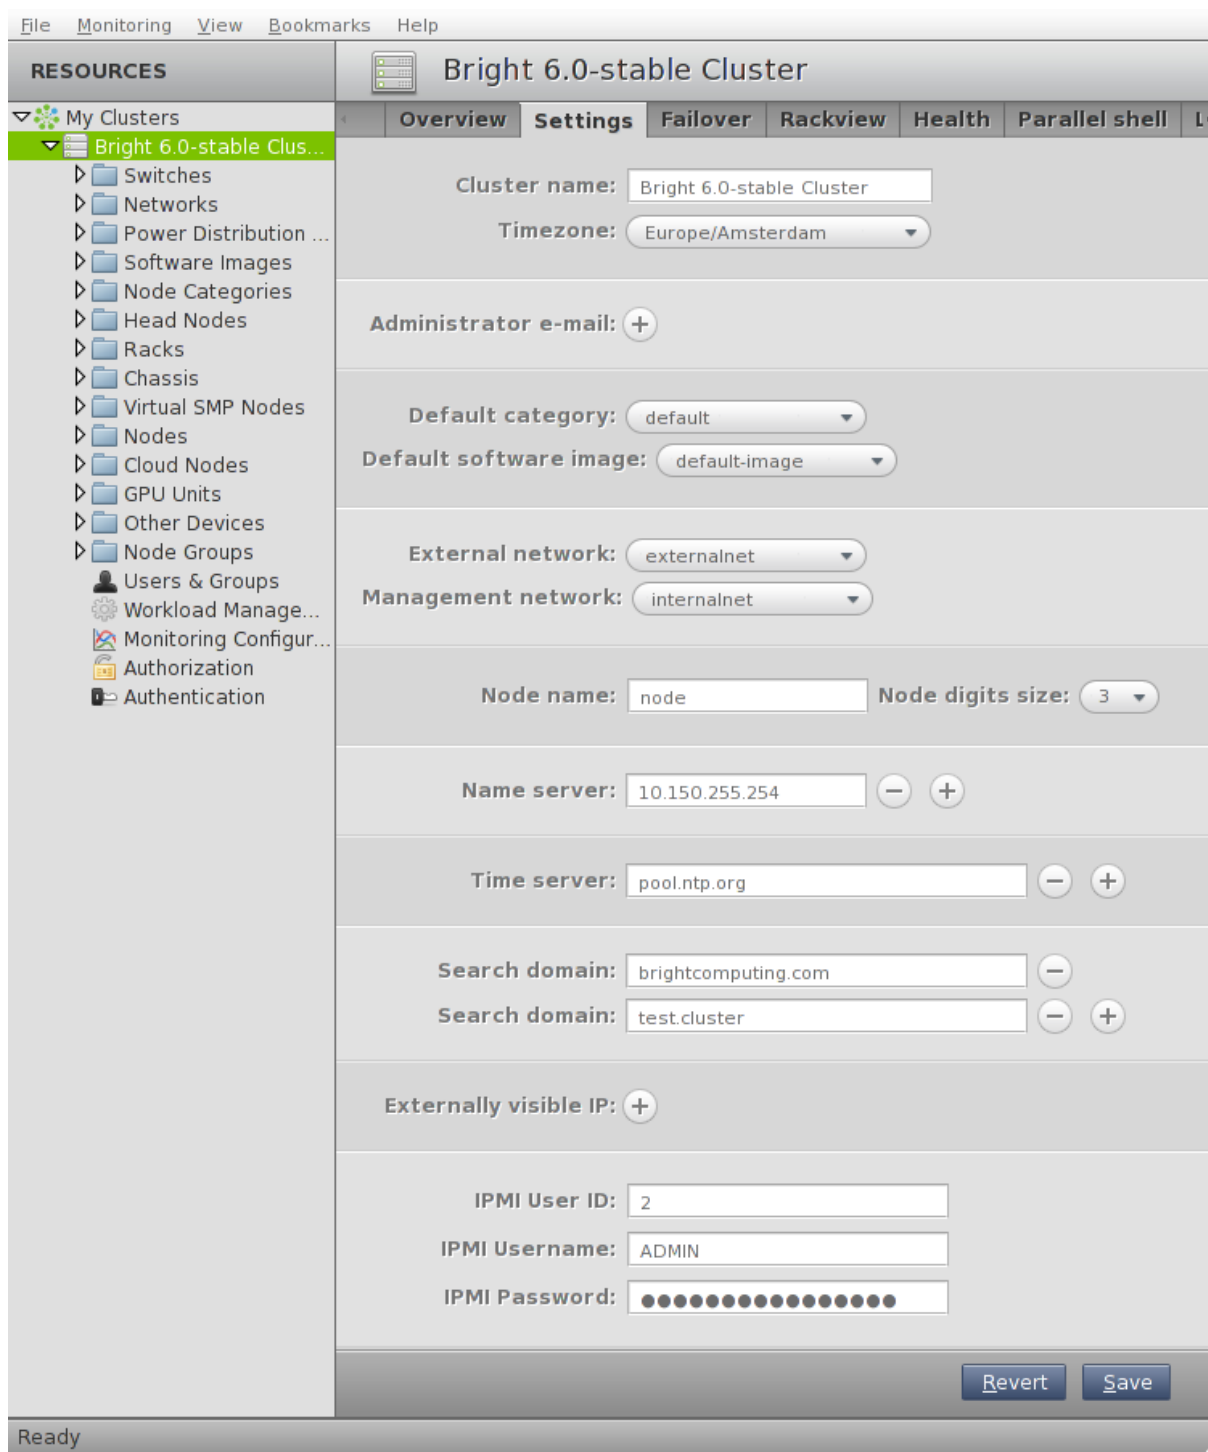 File Monitoring View Bookmarks Help
RESOURCES
Bright 6.0-stable Cluster
Overview Settings Failover Rackview Health Parallel shell
My Clusters
Bright 6.0-stable Clus...
Switches
Networks
Power Distribution ...
Software Images
Node Categories
Head Nodes
Racks
Chassis
Virtual SMP Nodes
Nodes
Cloud Nodes
GPU Units
Other Devices
Node Groups
Users & Groups
Workload Manage...
Monitoring Configur...
Authorization
Authentication
Cluster name: Bright 6.0-stable Cluster
Timezone: Europe/Amsterdam
Administrator e-mail:
Default category: default
Default software image: default-image
External network: externalnet
Management network: internalnet
Node name: node Node digits size: 3
Name server: 10.150.255.254
Time server: pool.ntp.org
Search domain: brightcomputing.com
Search domain: test.cluster
Externally visible IP:
IPMI User ID: 2
IPMI Username: ADMIN
IPMI Password: ●●●●●●●●●●●●●●●●
Revert Save
Ready